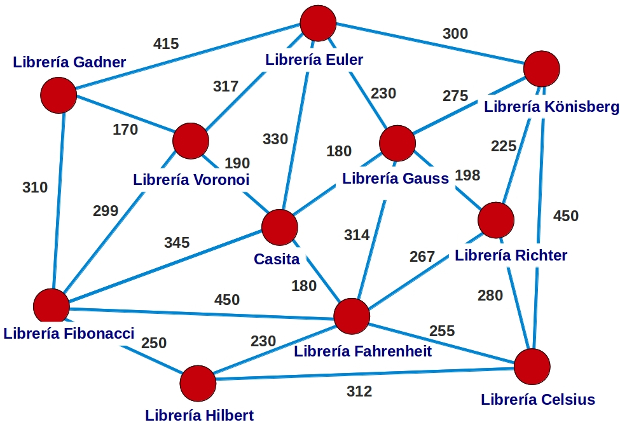 300
415
Librería Gadner
Librería Euler
317
230
275
Librería Könisberg
170
225
330
180
190
198
Librería Voronoi
Librería Gauss
310
299
450
345
314
Casita
267
Librería Richter
180
280
450
Librería Fibonacci
250
230
Librería Fahrenheit
255
312
Librería Celsius
Librería Hilbert